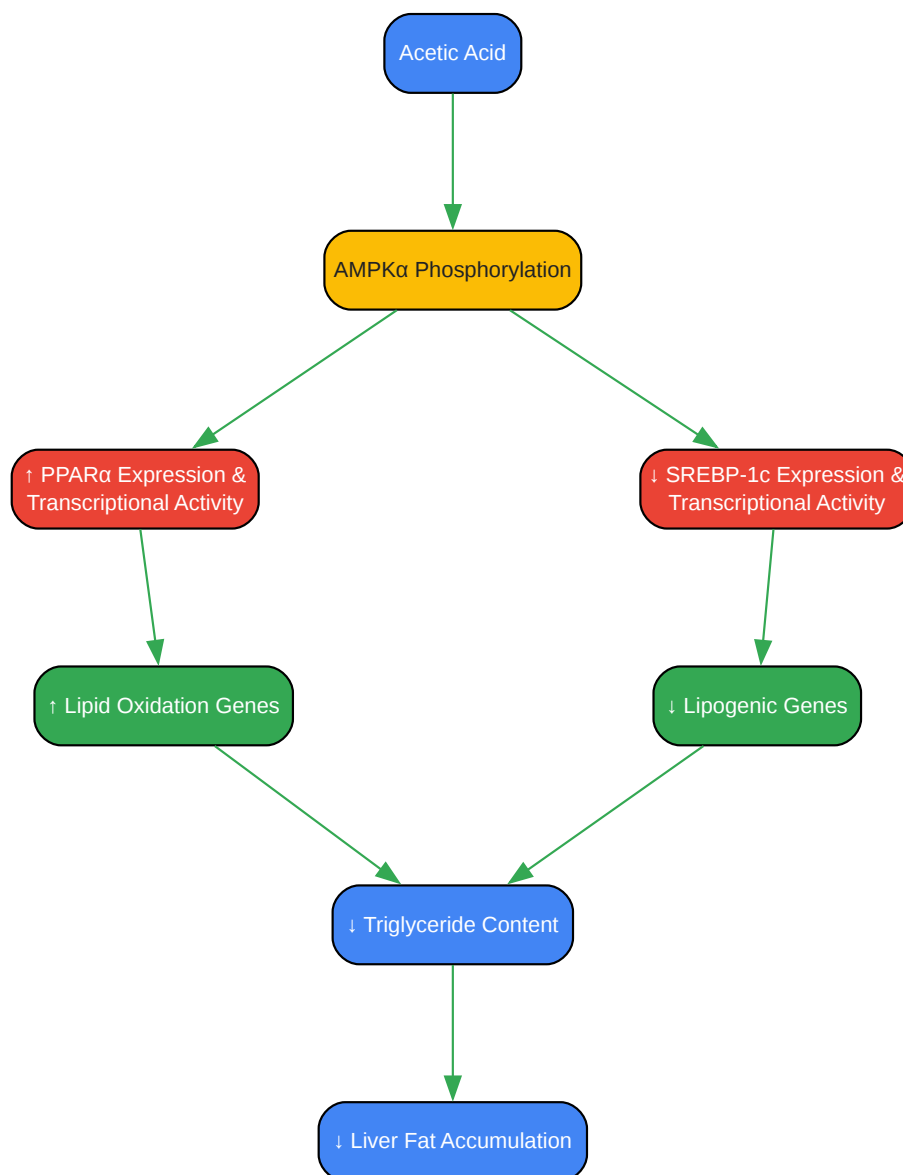 Acetic Acid
AMPKα Phosphorylation
↑ PPARα Expression &
Transcriptional Activity
↓ SREBP-1c Expression &
Transcriptional Activity
↑ Lipid Oxidation Genes
↓ Lipogenic Genes
↓ Triglyceride Content
↓ Liver Fat Accumulation